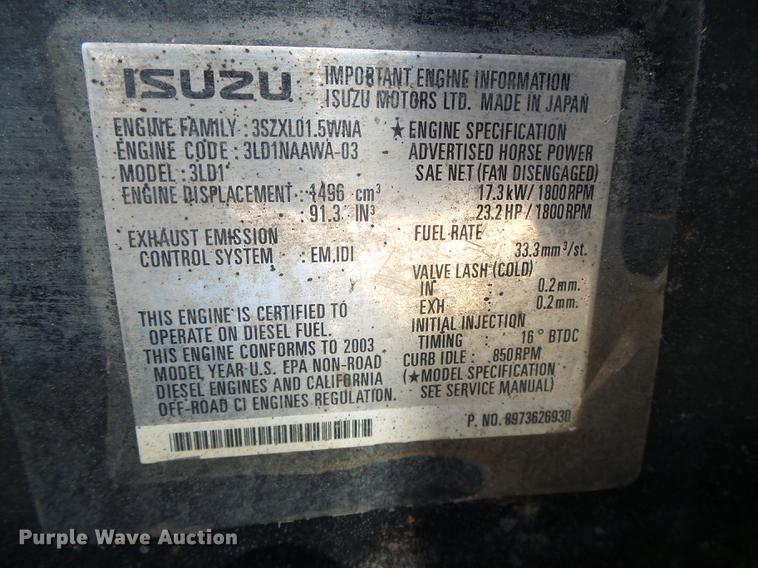 ISUZU
IMPORTANT ENGINE INFORMATION
ISUZU MOTORS LTD. MADE IN JAPAN
ENGINE FAMILY : 3SZXL01.5WNA
ENGINE CODE : 3LD1NAAWA-03
MODEL : 3LD1
ENGINE DISPLACEMENT : 1496 cm³
: 91.3 IN³
EXHAUST EMISSION
CONTROL SYSTEM : EM,IDI
THIS ENGINE IS CERTIFIED TO
OPERATE ON DIESEL FUEL.
THIS ENGINE CONFORMS TO 2003
MODEL YEAR U.S. EPA NON-ROAD
DIESEL ENGINES AND CALIFORNIA
OFF-ROAD CI ENGINES REGULATION.
★ ENGINE SPECIFICATION
ADVERTISED HORSE POWER
SAE NET (FAN DISENGAGED)
17.3 kW / 1800 RPM
23.2 HP / 1800 RPM
FUEL RATE
33.3 mm³/st.
VALVE LASH (COLD)
IN : 0.2 mm.
EXH : 0.2 mm.
INITIAL INJECTION
TIMING : 16° BTDC
CURB IDLE : 850 RPM
(★MODEL SPECIFICATION
SEE SERVICE MANUAL)
P. NO. 8973626930
Purple Wave Auction